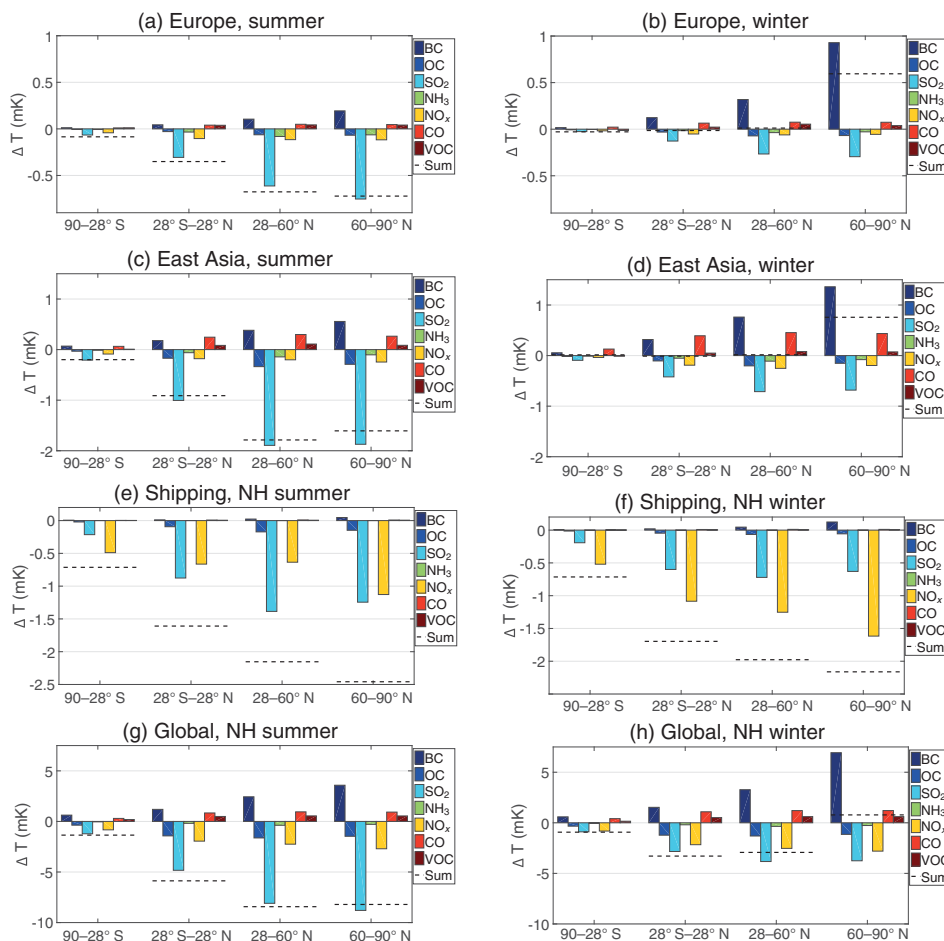 (a) Europe, summer
1
0.5
0
-0.5
Δ T (mK)
90–28° S
28° S–28° N
28–60° N
60–90° N
BC
OC
SO₂
NH₃
NOₓ
CO
VOC
Sum
(b) Europe, winter
1
0.5
0
-0.5
Δ T (mK)
90–28° S
28° S–28° N
28–60° N
60–90° N
BC
OC
SO₂
NH₃
NOₓ
CO
VOC
Sum
(c) East Asia, summer
1
0
-1
-2
Δ T (mK)
90–28° S
28° S–28° N
28–60° N
60–90° N
BC
OC
SO₂
NH₃
NOₓ
CO
VOC
Sum
(d) East Asia, winter
1
0
-1
-2
Δ T (mK)
90–28° S
28° S–28° N
28–60° N
60–90° N
BC
OC
SO₂
NH₃
NOₓ
CO
VOC
Sum
(e) Shipping, NH summer
0
-0.5
-1
-1.5
-2
-2.5
Δ T (mK)
90–28° S
28° S–28° N
28–60° N
60–90° N
BC
OC
SO₂
NH₃
NOₓ
CO
VOC
Sum
(f) Shipping, NH winter
0
-0.5
-1
-1.5
-2
Δ T (mK)
90–28° S
28° S–28° N
28–60° N
60–90° N
BC
OC
SO₂
NH₃
NOₓ
CO
VOC
Sum
(g) Global, NH summer
5
0
-5
-10
Δ T (mK)
90–28° S
28° S–28° N
28–60° N
60–90° N
BC
OC
SO₂
NH₃
NOₓ
CO
VOC
Sum
(h) Global, NH winter
5
0
-5
-10
Δ T (mK)
90–28° S
28° S–28° N
28–60° N
60–90° N
BC
OC
SO₂
NH₃
NOₓ
CO
VOC
Sum